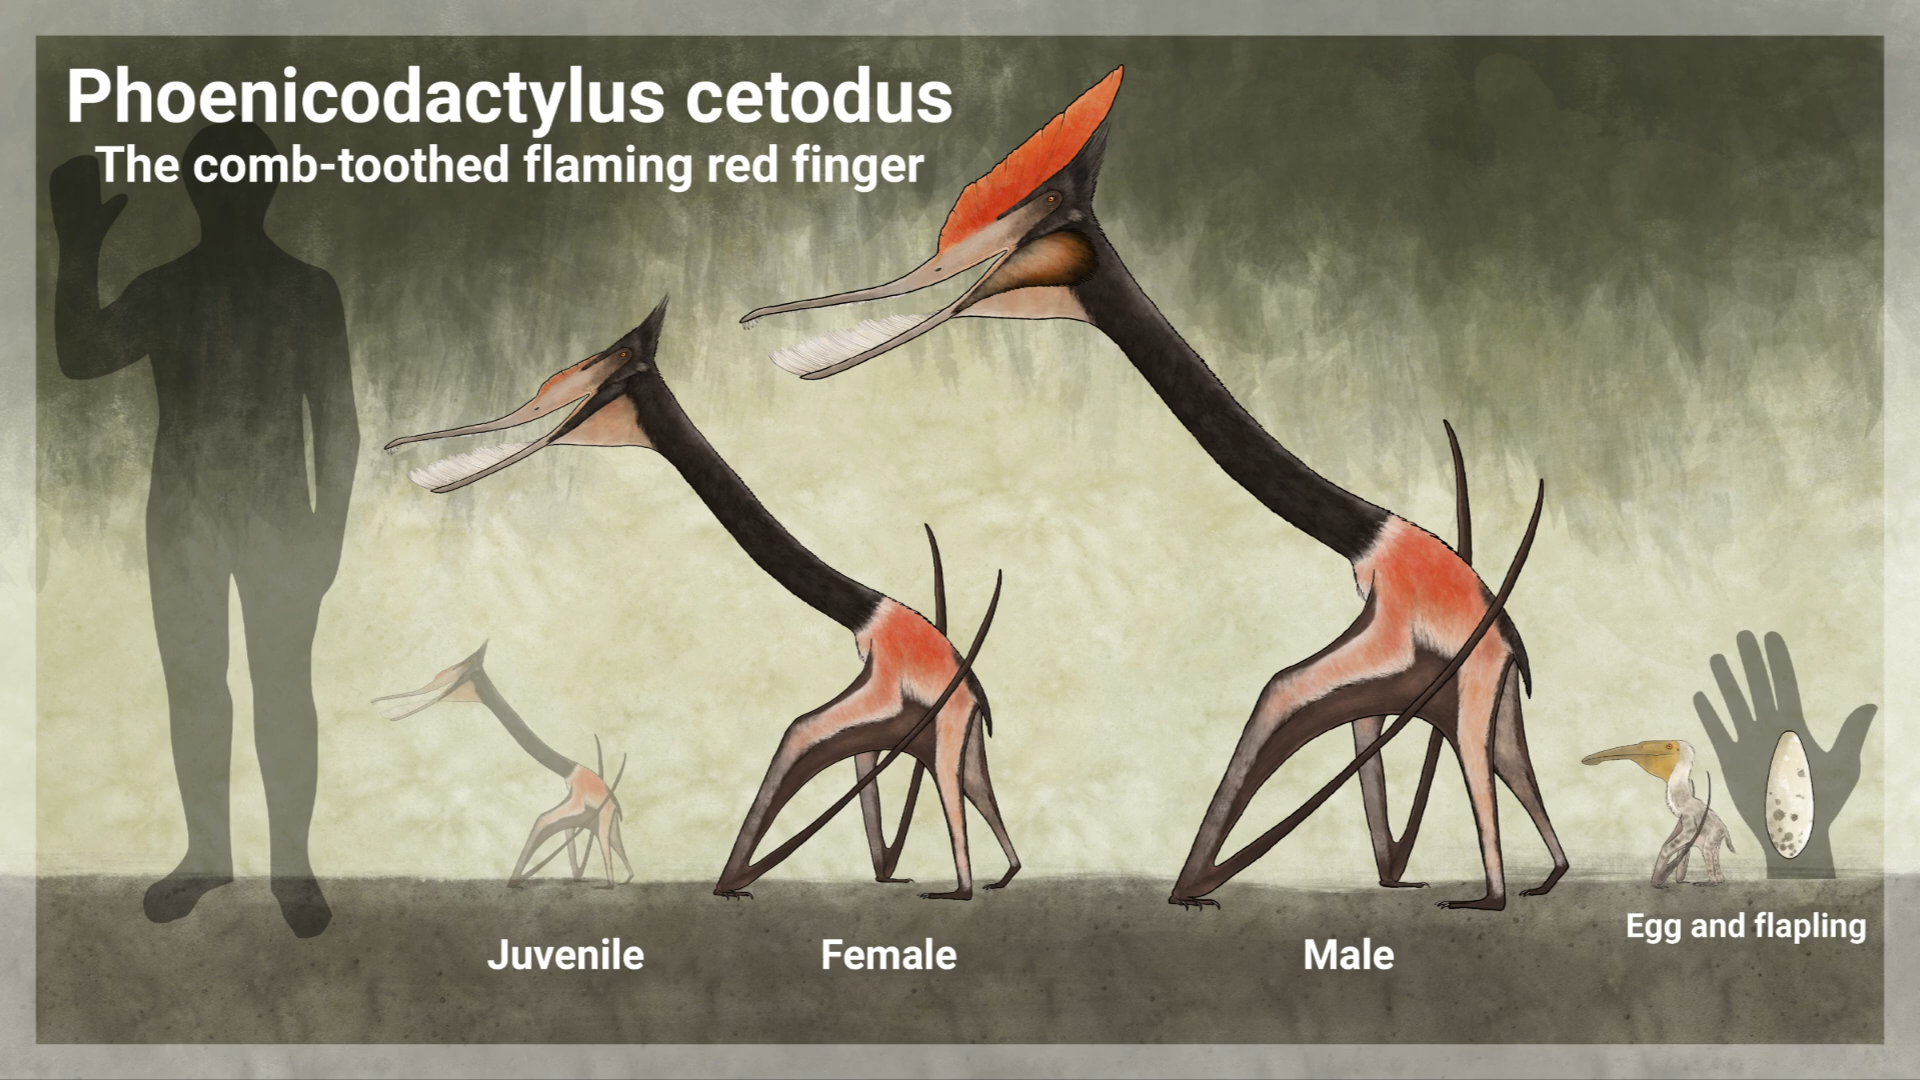 Phoenicodactylus cetodus
The comb-toothed flaming red finger
Juvenile
Female
Male
Egg and flapling